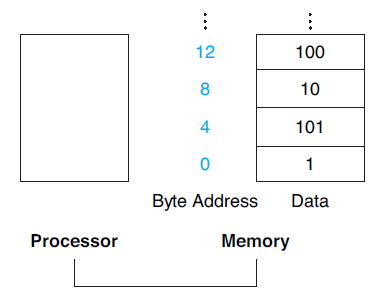 12 100
8 10
4 101
0 1
Byte Address Data
Processor Memory